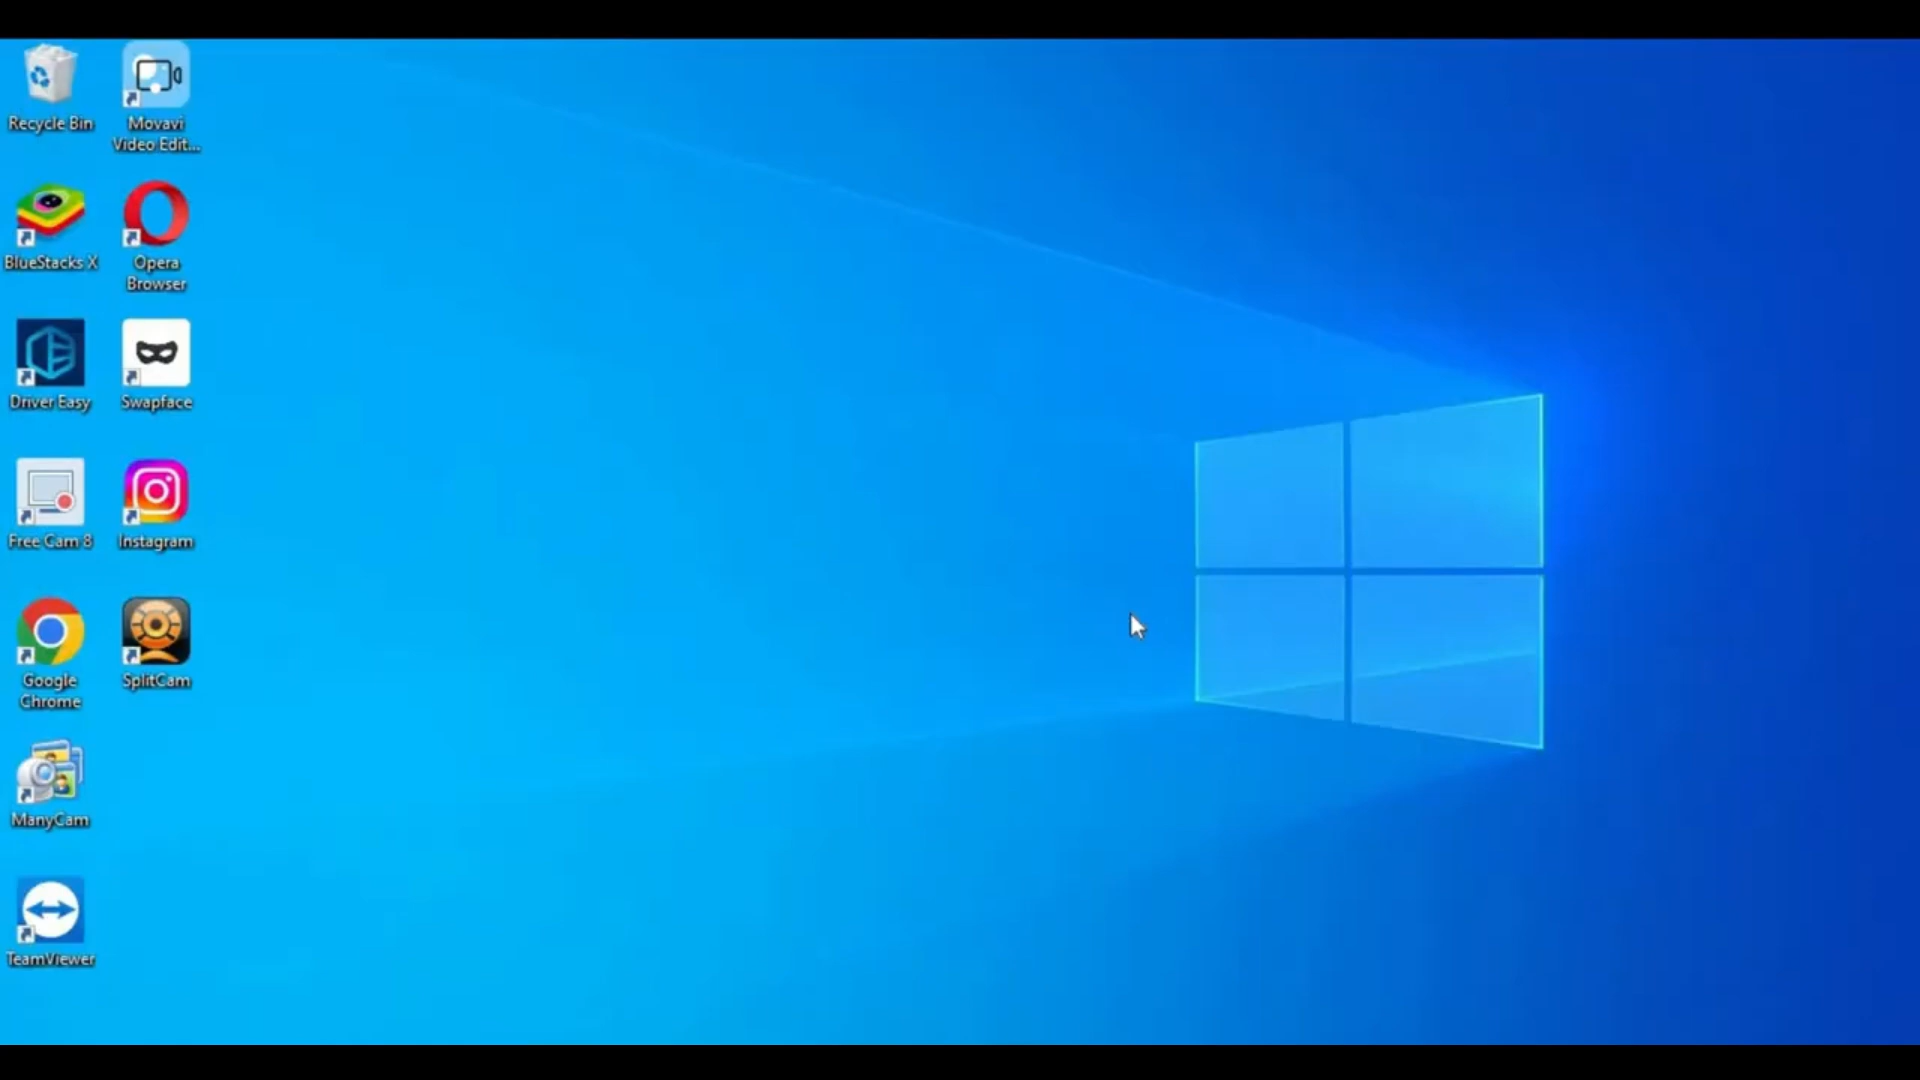 Recycle Bin
Movavi
Video Edit...
BlueStacks X
Opera
Browser
Driver Easy
Swapface
Free Cam 8
Instagram
Google
Chrome
SplitCam
ManyCam
TeamViewer